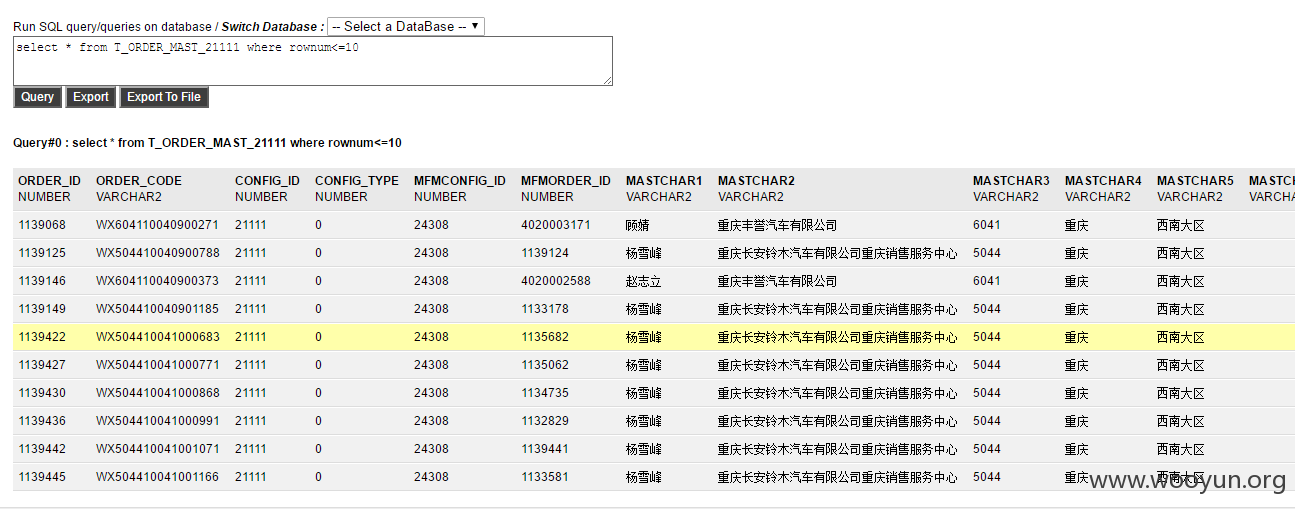 Run SQL query/queries on database / Switch Database : -- Select a DataBase -- ▼
select * from T_ORDER_MAST_21111 where rownum<=10
Query Export Export To File
Query#0 : select * from T_ORDER_MAST_21111 where rownum<=10
ORDER_ID ORDER_CODE CONFIG_ID CONFIG_TYPE MFMCONFIG_ID MFMORDER_ID MASTCHAR1 MASTCHAR2 MASTCHAR3 MASTCHAR4 MASTCHAR5 MASTCH
NUMBER VARCHAR2 NUMBER NUMBER NUMBER NUMBER VARCHAR2 VARCHAR2 VARCHAR2 VARCHAR2 VARCHAR2 VARCHA
1139068 WX604110040900271 21111 0 24308 4020003171 顾婧 重庆丰誉汽车有限公司 6041 重庆 西南大区
1139125 WX504410040900788 21111 0 24308 1139124 杨雪峰 重庆长安铃木汽车有限公司重庆销售服务中心 5044 重庆 西南大区
1139146 WX604110040900373 21111 0 24308 4020002588 赵志立 重庆丰誉汽车有限公司 6041 重庆 西南大区
1139149 WX504410040901185 21111 0 24308 1133178 杨雪峰 重庆长安铃木汽车有限公司重庆销售服务中心 5044 重庆 西南大区
1139422 WX504410041000683 21111 0 24308 1135682 杨雪峰 重庆长安铃木汽车有限公司重庆销售服务中心 5044 重庆 西南大区
1139427 WX504410041000771 21111 0 24308 1135062 杨雪峰 重庆长安铃木汽车有限公司重庆销售服务中心 5044 重庆 西南大区
1139430 WX504410041000868 21111 0 24308 1134735 杨雪峰 重庆长安铃木汽车有限公司重庆销售服务中心 5044 重庆 西南大区
1139436 WX504410041000991 21111 0 24308 1132829 杨雪峰 重庆长安铃木汽车有限公司重庆销售服务中心 5044 重庆 西南大区
1139442 WX504410041001071 21111 0 24308 1139441 杨雪峰 重庆长安铃木汽车有限公司重庆销售服务中心 5044 重庆 西南大区
1139445 WX504410041001166 21111 0 24308 1133581 杨雪峰 重庆长安铃木汽车有限公司重庆销售服务中心 5044 重庆 西南大区
www.wooyun.org